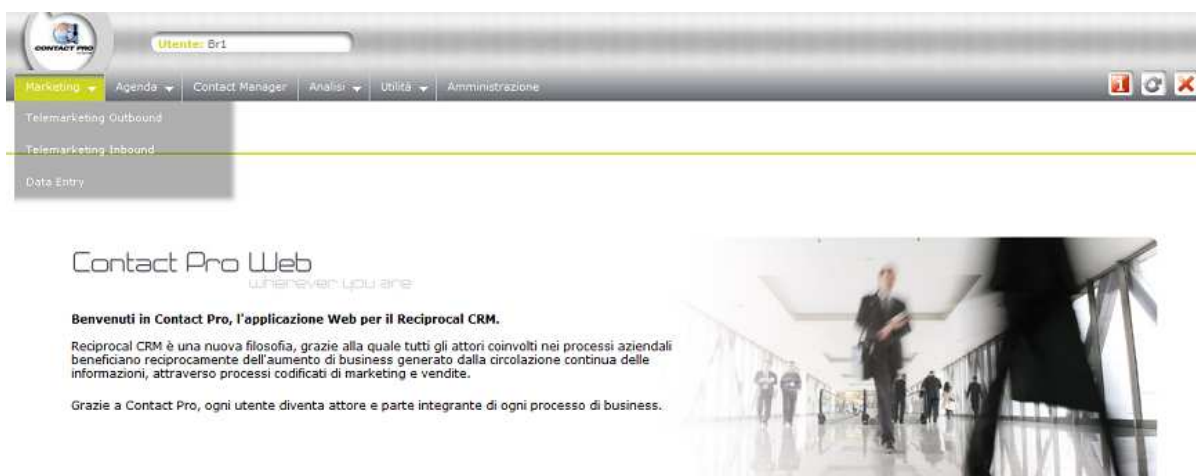 CONTACT PRO
Utente: Br1
Marketing Agenda Contact Manager Analisi Utilità Amministrazione
Telemarketing Outbound
Telemarketing Inbound
Data Entry
Contact Pro Web
wherever you are
Benvenuti in Contact Pro, l'applicazione Web per il Reciprocal CRM.
Reciprocal CRM è una nuova filosofia, grazie alla quale tutti gli attori coinvolti nei processi aziendali
beneficiano reciprocamente dell'aumento di business generato dalla circolazione continua delle
informazioni, attraverso processi codificati di marketing e vendite.
Grazie a Contact Pro, ogni utente diventa attore e parte integrante di ogni processo di business.